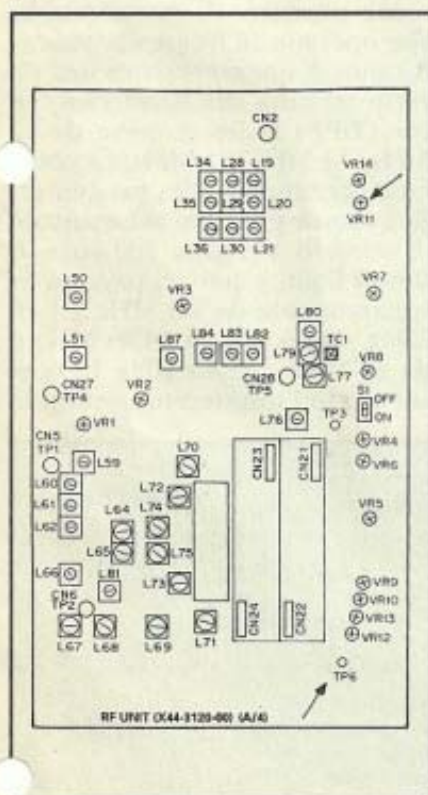 CN2
L34 L28 L19
VR14
L35 L29 L20
VR11
L36 L30 L21
L50
VR3
VR7
L80
L51
L87
L84 L83 L82
L79
TC1
VR8
CN27
TP4
VR2
CN28
TP5
L77
S1
OFF
ON
VR1
L76
TP3
CN5
TP1
L59
L70
CN23
CN21
VR4
VR6
L60
L72
L61
L64
L74
L62
VR5
L65
L75
L66
L81
L73
VR9
CN6
TP2
CN24
CN22
VR10
VR13
VR12
L67
L68
L69
L71
TP6
RF UNIT (X44-3120-00) (A/4)